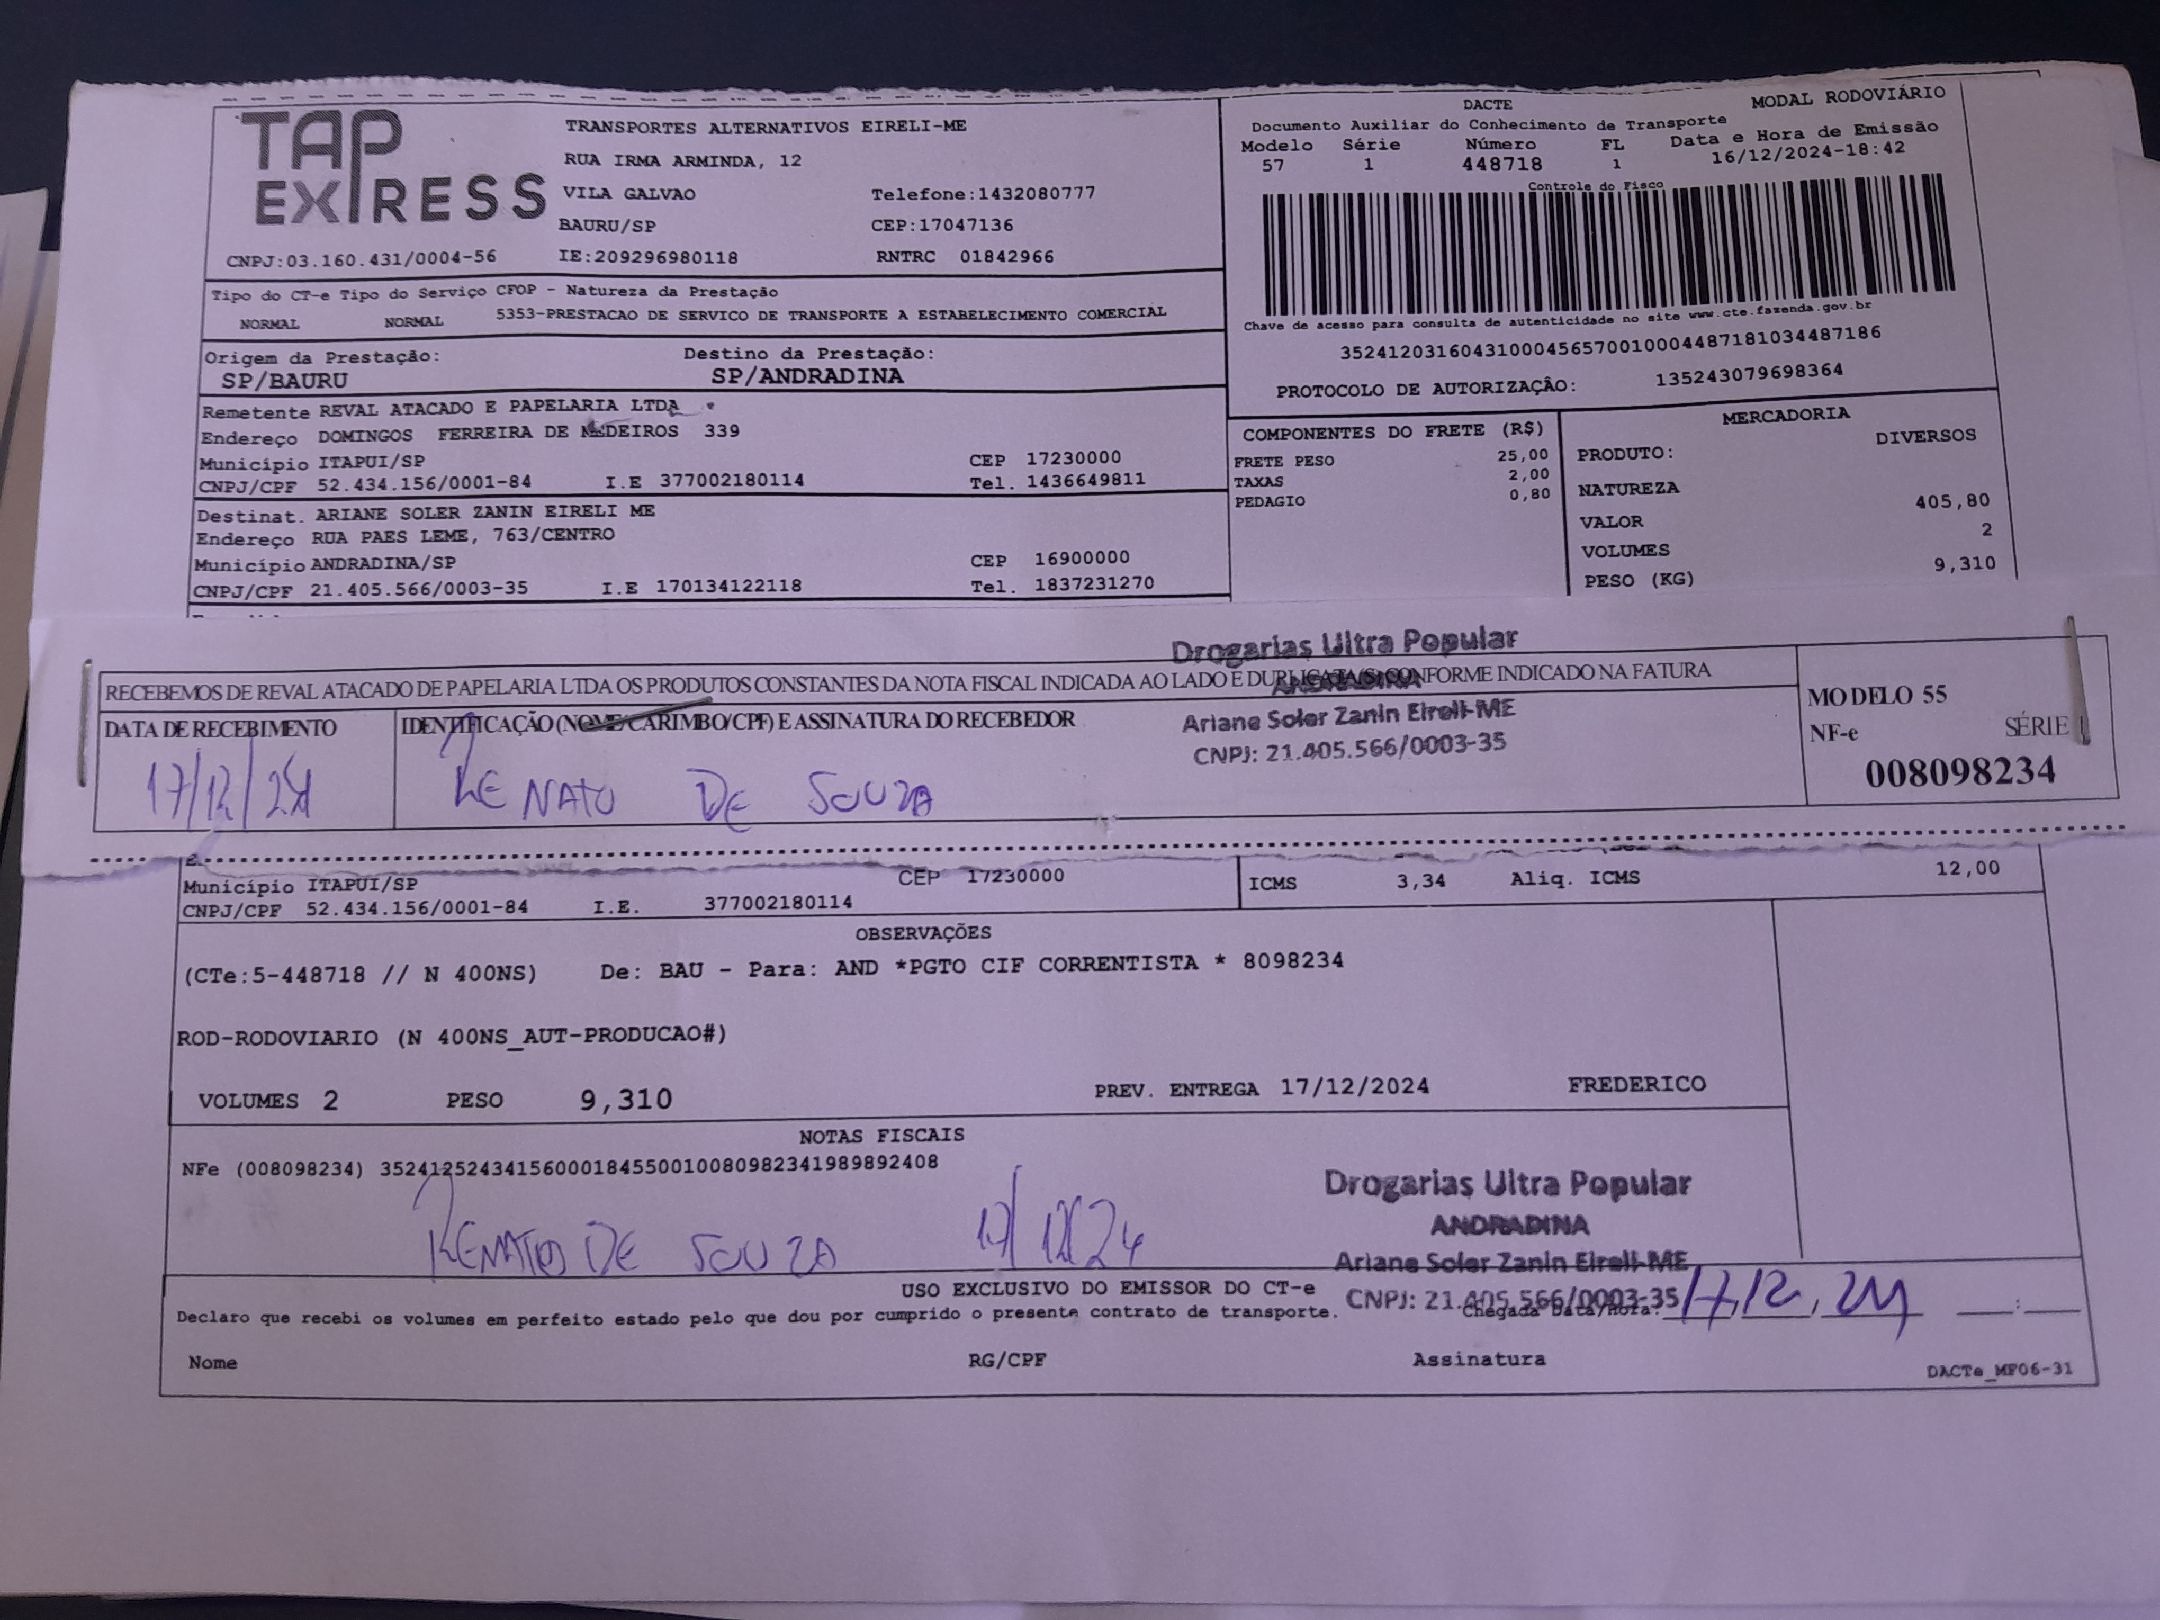 TAP EXPRESS
TRANSPORTES ALTERNATIVOS EIRELI-ME
RUA IRMA ARMINDA, 12
VILA GALVAO Telefone:1432080777
BAURU/SP CEP:17047136
CNPJ:03.160.431/0004-56 IE:209296980118 RNTRC 01842966
DACTE MODAL RODOVIÁRIO
Documento Auxiliar do Conhecimento de Transporte
Modelo Série Número FL Data e Hora de Emissão
57 1 448718 1 16/12/2024-18:42
Controle do Fisco
Chave de acesso para consulta de autenticidade no site www.cte.fazenda.gov.br
35241203160431000456570010004487181034487186
PROTOCOLO DE AUTORIZAÇÃO: 135243079698364
Tipo do CT-e Tipo do Serviço CFOP - Natureza da Prestação
NORMAL NORMAL 5353-PRESTACAO DE SERVICO DE TRANSPORTE A ESTABELECIMENTO COMERCIAL
Origem da Prestação: Destino da Prestação:
SP/BAURU SP/ANDRADINA
Remetente REVAL ATACADO E PAPELARIA LTDA
Endereço DOMINGOS FERREIRA DE MEDEIROS 339
Município ITAPUI/SP CEP 17230000
CNPJ/CPF 52.434.156/0001-84 I.E 377002180114 Tel. 1436649811
Destinat. ARIANE SOLER ZANIN EIRELI ME
Endereço RUA PAES LEME, 763/CENTRO
Município ANDRADINA/SP CEP 16900000
CNPJ/CPF 21.405.566/0003-35 I.E 170134122118 Tel. 1837231270
COMPONENTES DO FRETE (R$)
FRETE PESO 25,00
TAXAS 2,00
PEDAGIO 0,80
MERCADORIA
PRODUTO: DIVERSOS
NATUREZA
VALOR 405,80
VOLUMES 2
PESO (KG) 9,310
Drogarias Ultra Popular
RECEBEMOS DE REVAL ATACADO DE PAPELARIA LTDA OS PRODUTOS CONSTANTES DA NOTA FISCAL INDICADA AO LADO E DUPLICATA(S) CONFORME INDICADO NA FATURA
ANDRADINA
DATA DE RECEBIMENTO IDENTIFICAÇÃO (NOME/CARIMBO/CPF) E ASSINATURA DO RECEBEDOR
Ariane Soler Zanin Eireli-ME
CNPJ: 21.405.566/0003-35
17/12/24 RENATO DE SOUZA
MODELO 55
NF-e SÉRIE 1
008098234
Município ITAPUI/SP CEP 17230000
CNPJ/CPF 52.434.156/0001-84 I.E. 377002180114
ICMS 3,34 Aliq. ICMS 12,00
OBSERVAÇÕES
(CTe:5-448718 // N 400NS) De: BAU - Para: AND *PGTO CIF CORRENTISTA * 8098234
ROD-RODOVIARIO (N 400NS_AUT-PRODUCAO#)
VOLUMES 2 PESO 9,310 PREV. ENTREGA 17/12/2024 FREDERICO
NOTAS FISCAIS
NFe (008098234) 35241252434156000184550010080982341989892408
RENATO DE SOUZA 17/12/24
Drogarias Ultra Popular
ANDRADINA
Ariane Soler Zanin Eireli-ME
CNPJ: 21.405.566/0003-35
USO EXCLUSIVO DO EMISSOR DO CT-e
Declaro que recebi os volumes em perfeito estado pelo que dou por cumprido o presente contrato de transporte. Chegada Data/Hora: 17/12/24 __:__
Nome RG/CPF Assinatura
DACTe_MF06-31